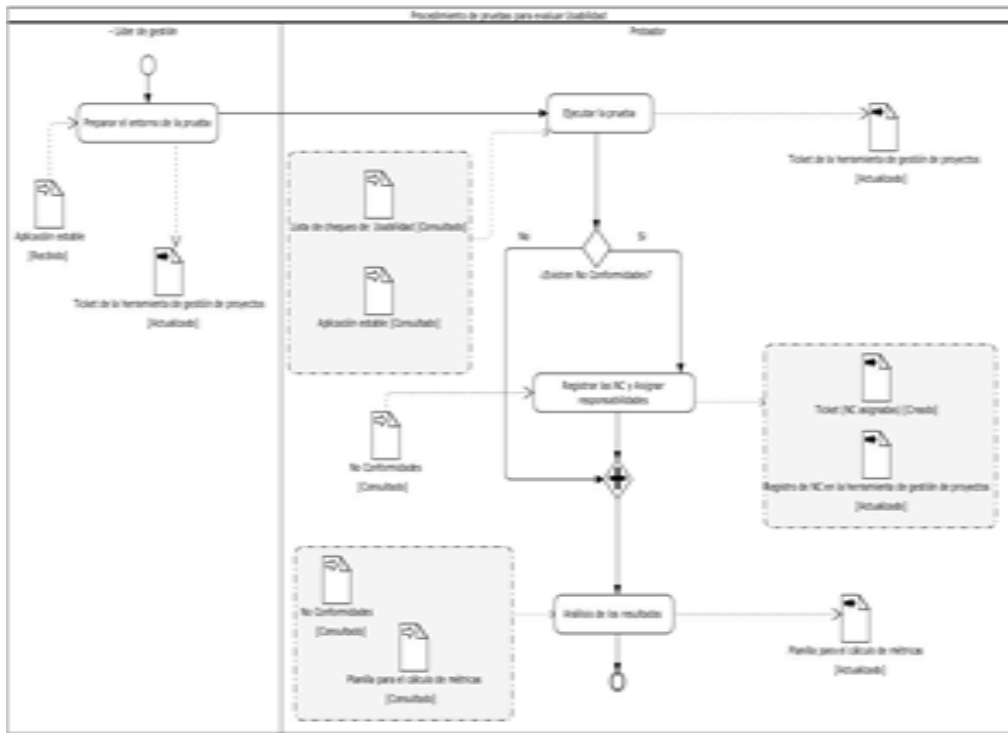 Procedimiento de pruebas para evaluar Usabilidad
- Líder de gestión
Probador
Preparar el entorno de la prueba
Ejecutar la prueba
Ticket de la herramienta de gestión de proyectos
[Actualizado]
Aplicación estable
[Recibido]
Ticket de la herramienta de gestión de proyectos
[Actualizado]
Lista de chequeo de Usabilidad [Consultado]
Aplicación estable [Consultado]
No
Si
¿Existen No Conformidades?
Registrar las NC y Asignar
responsabilidades
No Conformidades
[Consultado]
Ticket (NC asignadas) [Creado]
Registro de NC en la herramienta de gestión de proyectos
[Actualizado]
No Conformidades
[Consultado]
Planilla para el cálculo de métricas
[Consultado]
Análisis de los resultados
Planilla para el cálculo de métricas
[Actualizado]